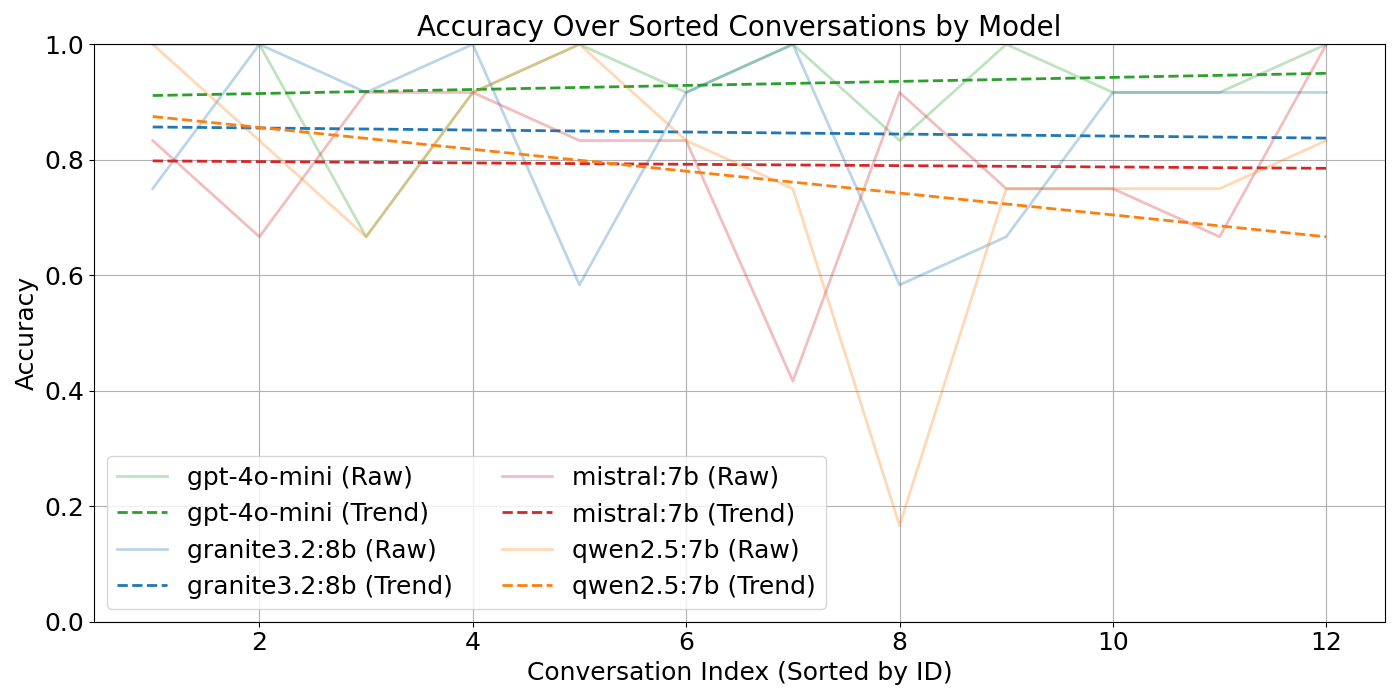 Accuracy Over Sorted Conversations by Model
1.0
0.8
0.6
0.4
0.2
0.0
Accuracy
gpt-4o-mini (Raw)
gpt-4o-mini (Trend)
granite3.2:8b (Raw)
granite3.2:8b (Trend)
mistral:7b (Raw)
mistral:7b (Trend)
qwen2.5:7b (Raw)
qwen2.5:7b (Trend)
2 4 6 8 10 12
Conversation Index (Sorted by ID)